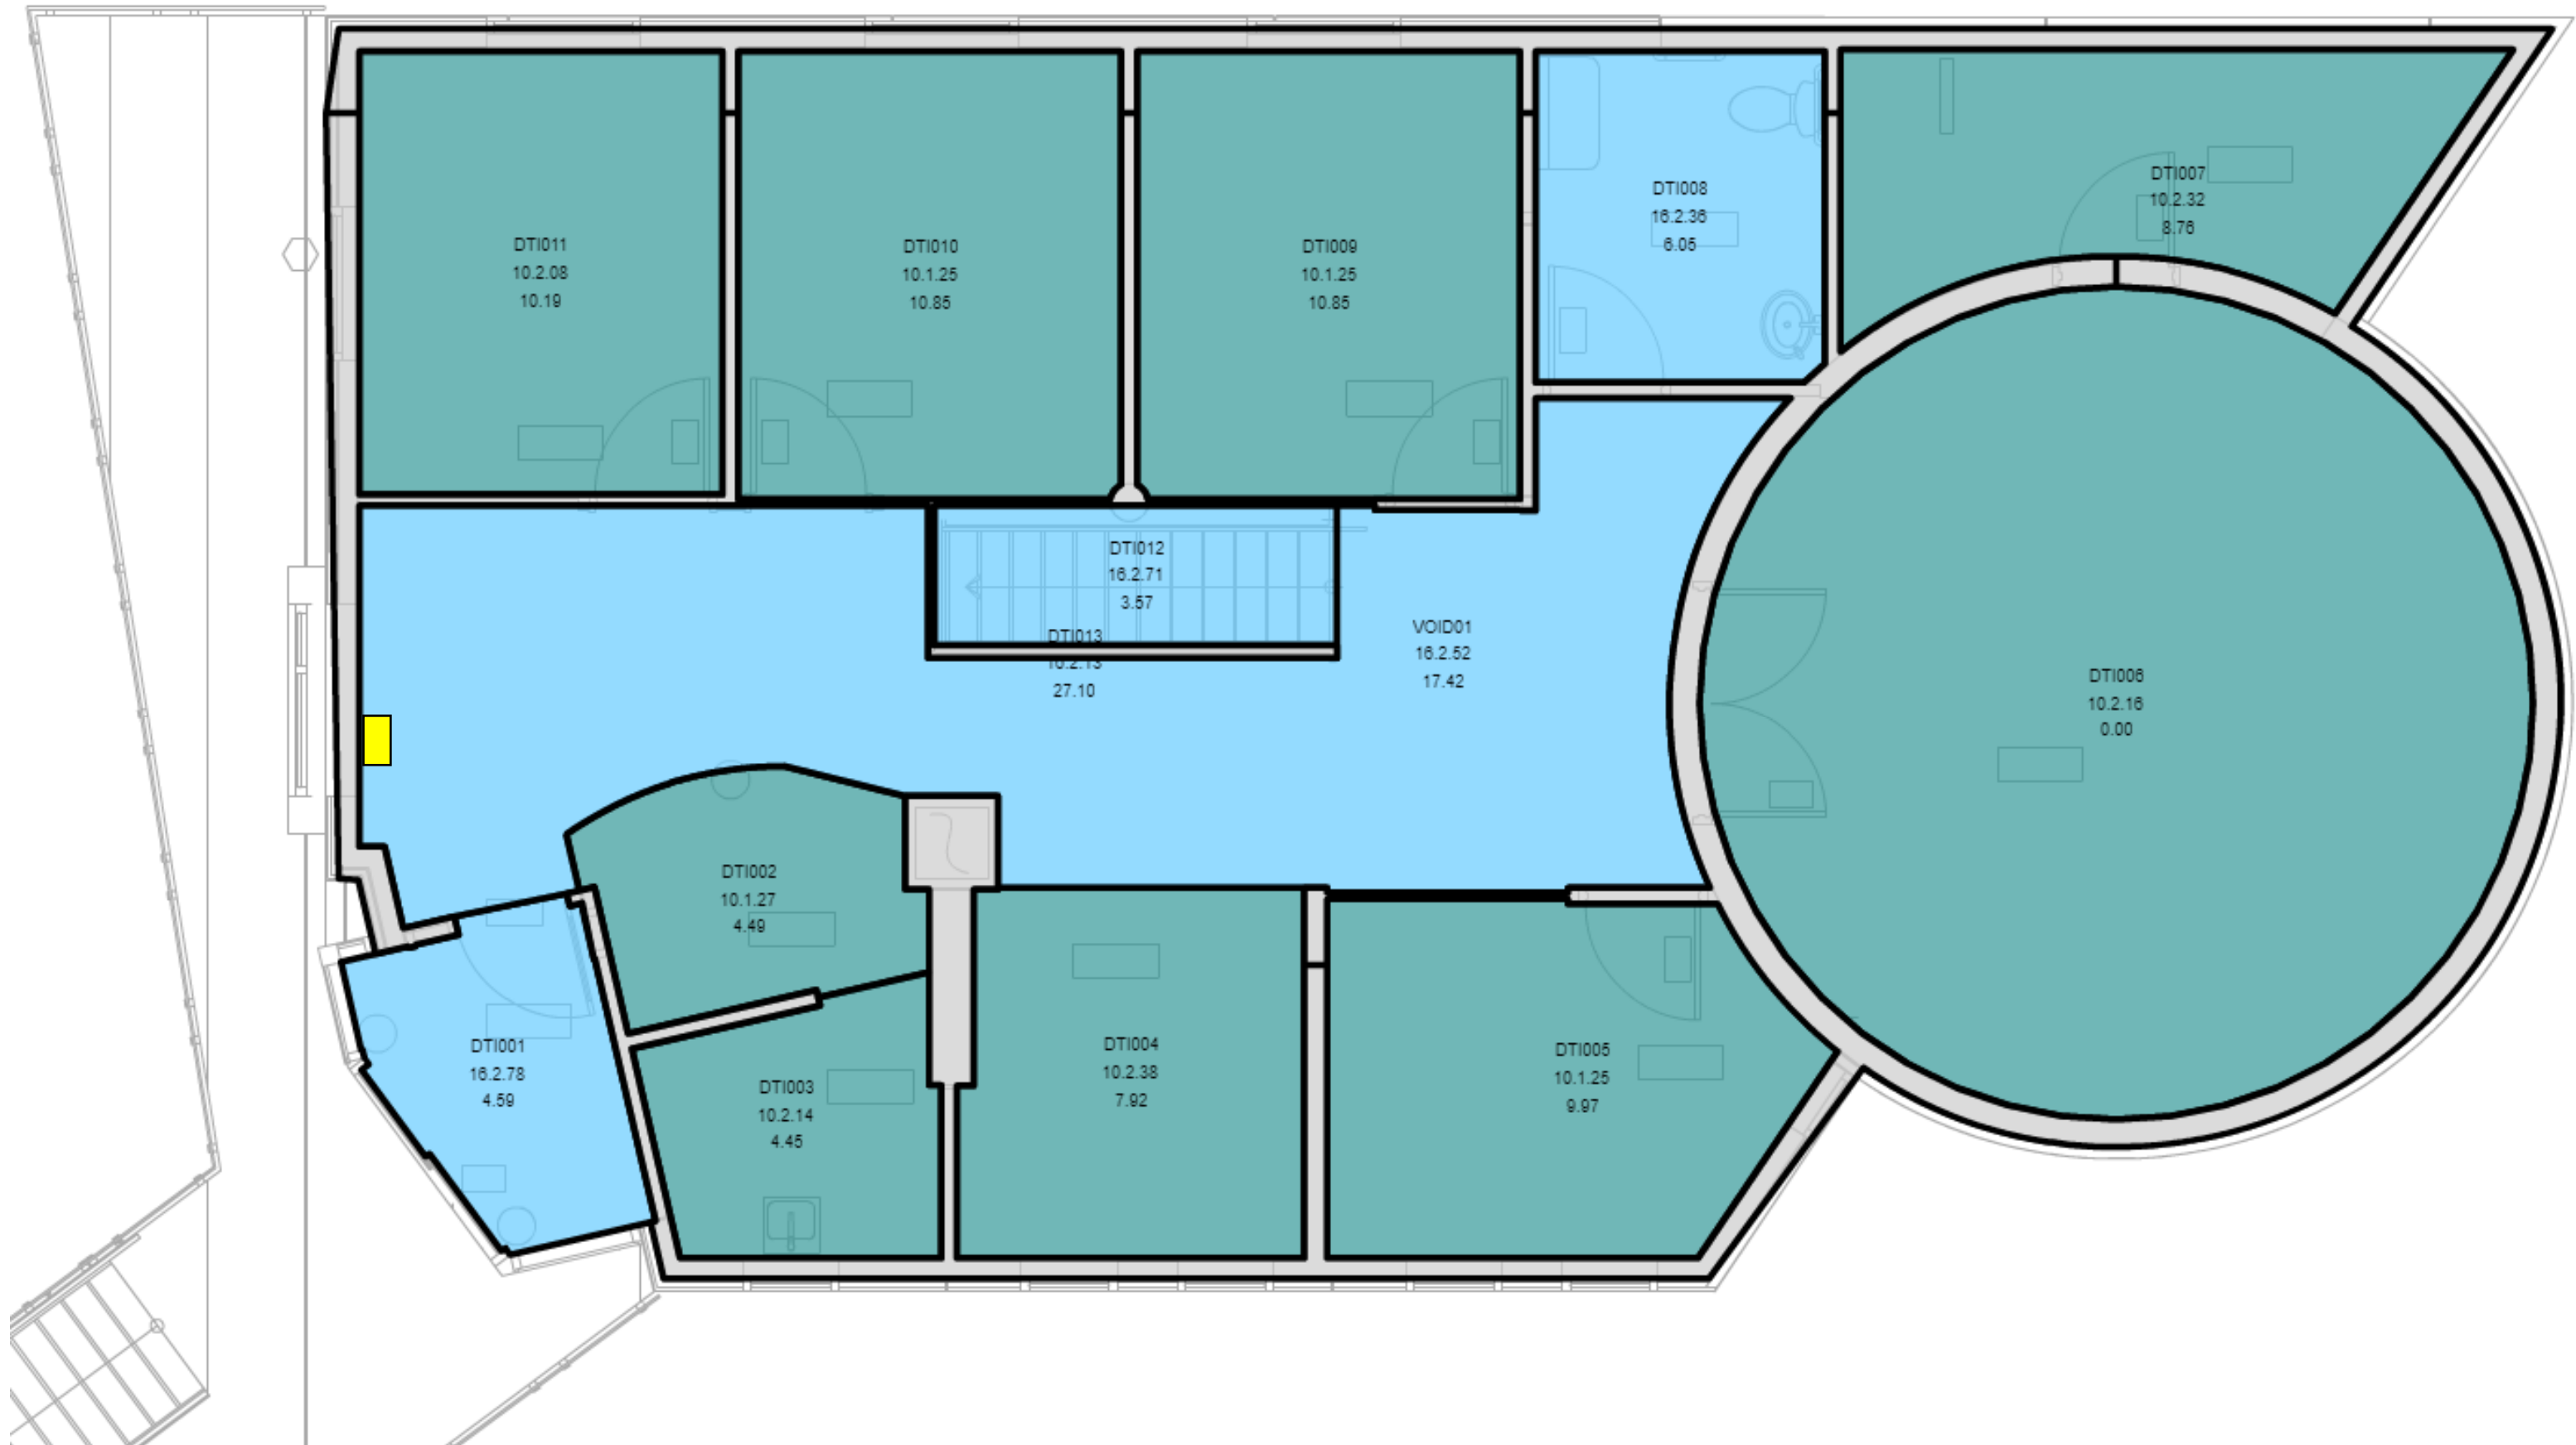 DTI011
10.2.08
10.19
DTI010
10.1.25
10.85
DTI009
10.1.25
10.85
DTI008
16.2.36
6.05
DTI007
10.2.32
8.76
DTI012
16.2.71
3.57
DTI013
16.2.13
27.10
VOID01
16.2.52
17.42
DTI006
10.2.16
0.00
DTI002
10.1.27
4.49
DTI001
16.2.78
4.59
DTI003
10.2.14
4.45
DTI004
10.2.38
7.92
DTI005
10.1.25
9.97